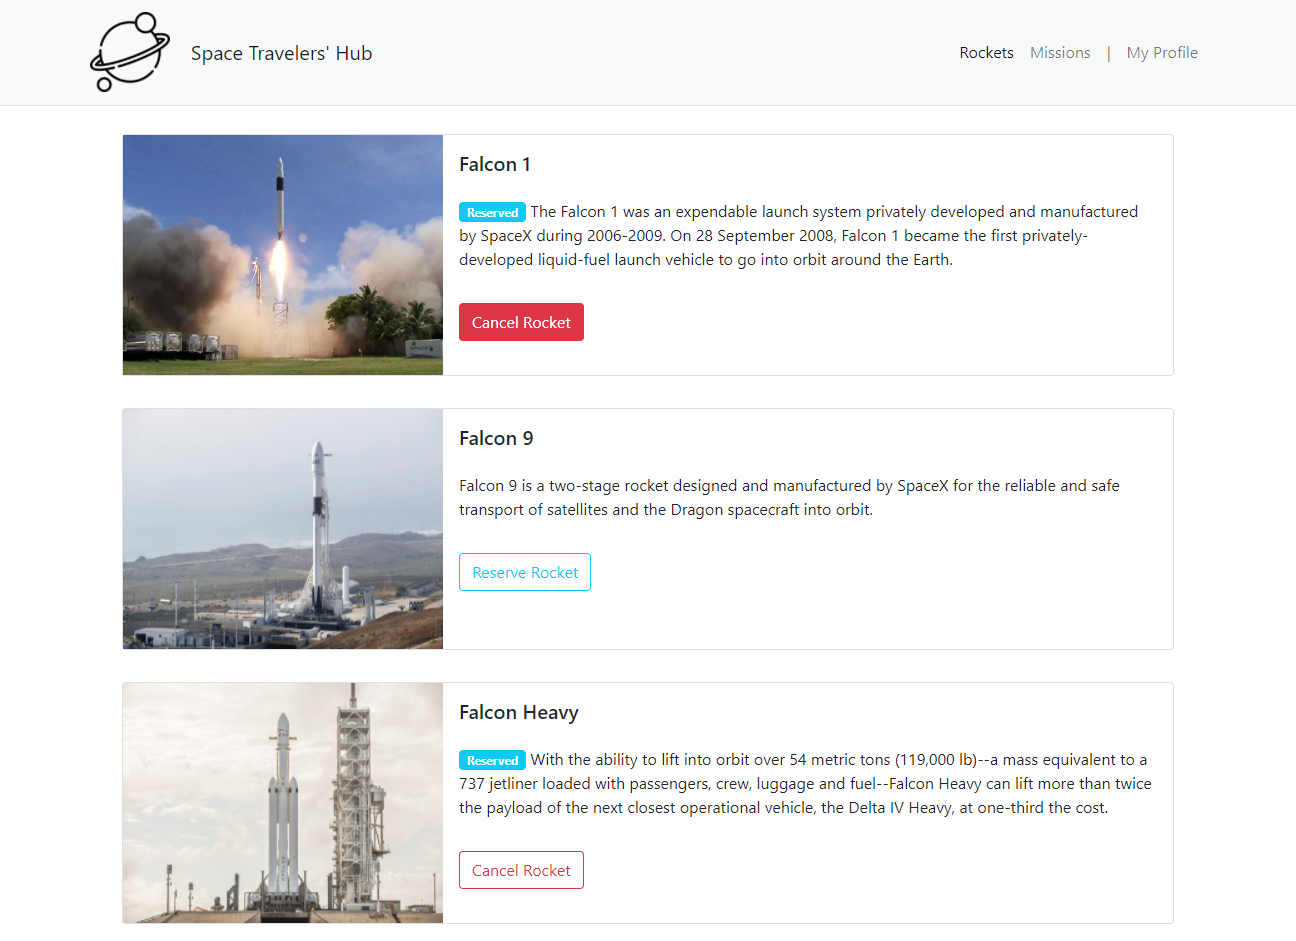 Space Travelers' Hub
Rockets Missions | My Profile
Falcon 1
Reserved The Falcon 1 was an expendable launch system privately developed and manufactured
by SpaceX during 2006-2009. On 28 September 2008, Falcon 1 became the first privately-
developed liquid-fuel launch vehicle to go into orbit around the Earth.
Cancel Rocket
Falcon 9
Falcon 9 is a two-stage rocket designed and manufactured by SpaceX for the reliable and safe
transport of satellites and the Dragon spacecraft into orbit.
Reserve Rocket
Falcon Heavy
Reserved With the ability to lift into orbit over 54 metric tons (119,000 lb)--a mass equivalent to a
737 jetliner loaded with passengers, crew, luggage and fuel--Falcon Heavy can lift more than twice
the payload of the next closest operational vehicle, the Delta IV Heavy, at one-third the cost.
Cancel Rocket